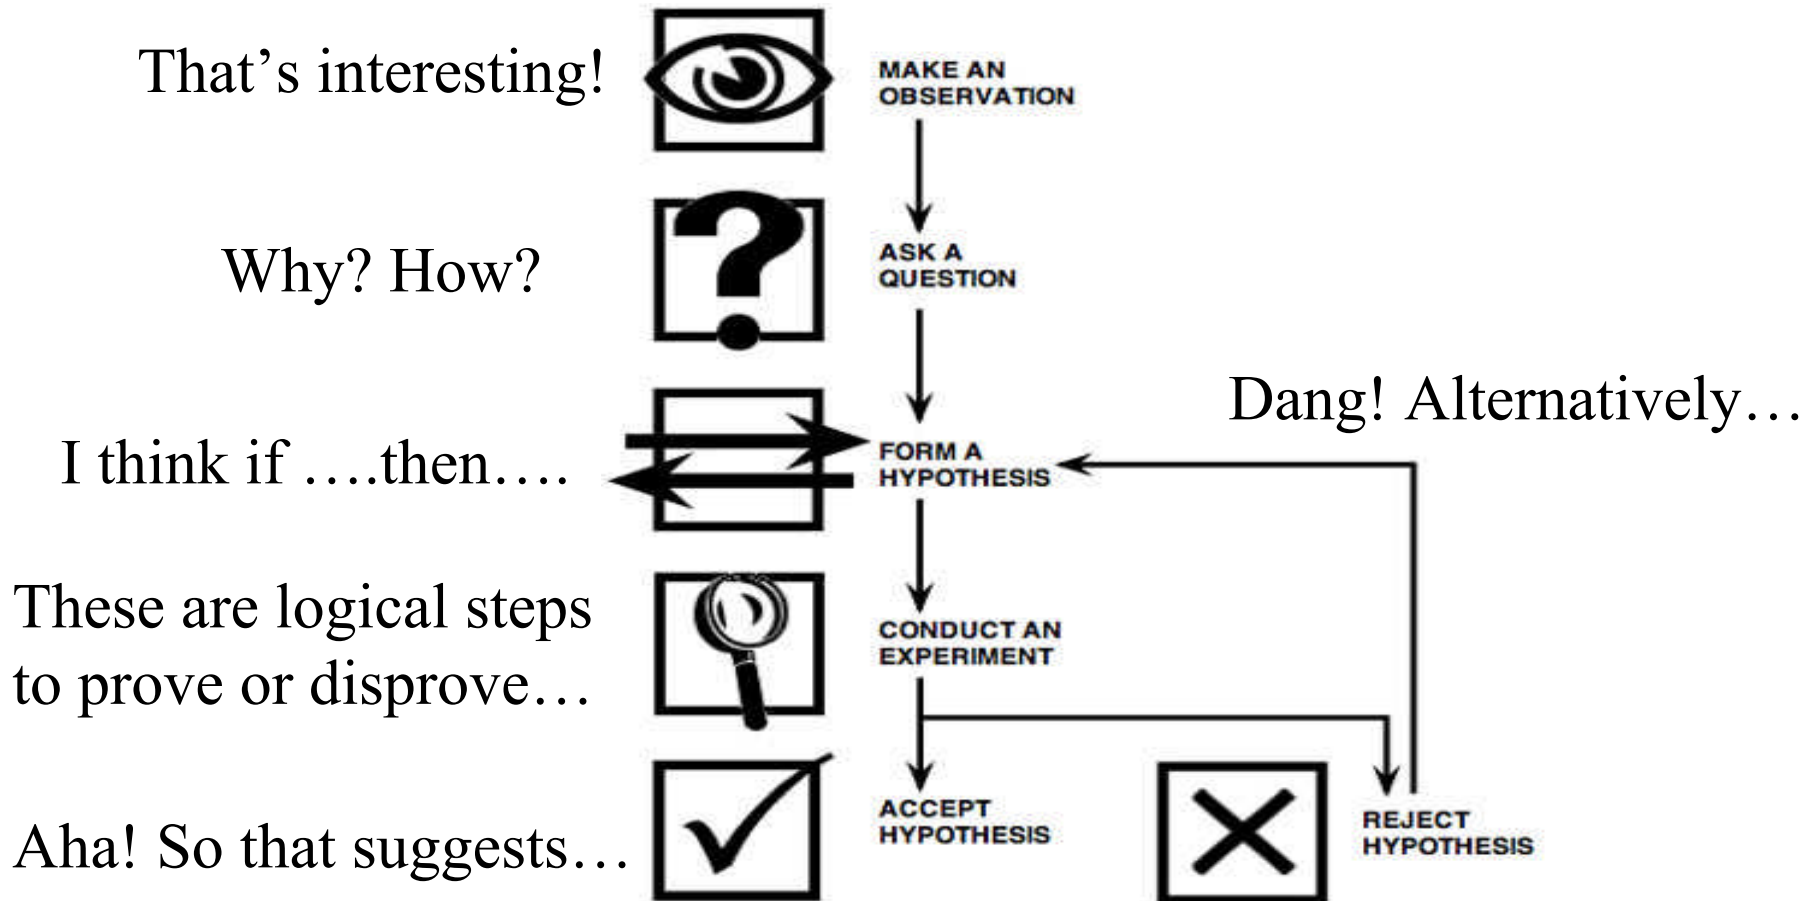 That’s interesting!
MAKE AN
OBSERVATION
Why? How?
ASK A
QUESTION
Dang! Alternatively…
I think if ….then….
FORM A
HYPOTHESIS
These are logical steps
to prove or disprove…
CONDUCT AN
EXPERIMENT
Aha! So that suggests…
ACCEPT
HYPOTHESIS
REJECT
HYPOTHESIS